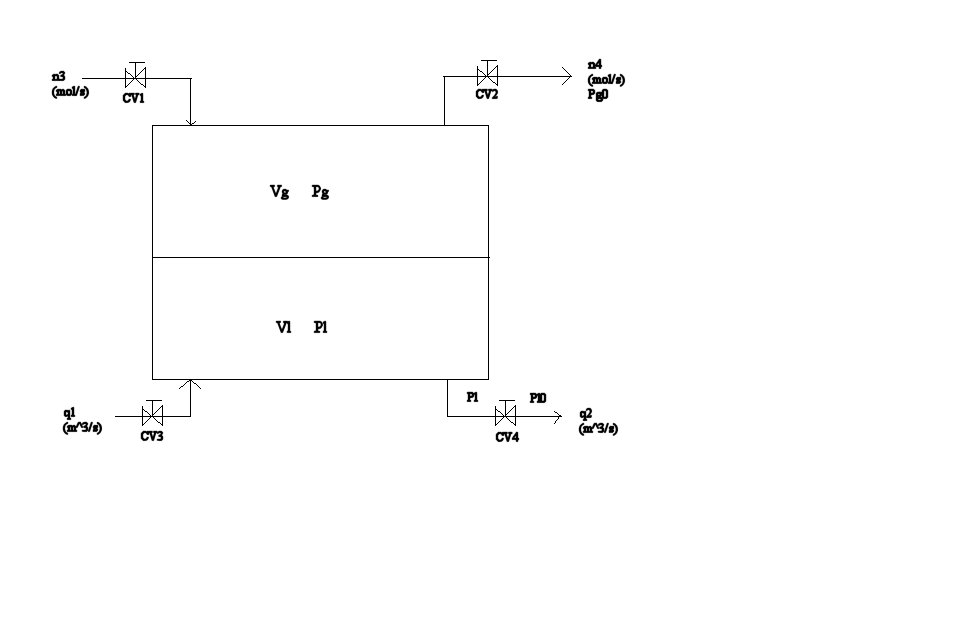 n3
(mol/s)
CV1
CV2
n4
(mol/s)
Pg0
Vg Pg
Vl Pl
q1
(m^3/s)
CV3
Pl
Pl0
CV4
q2
(m^3/s)